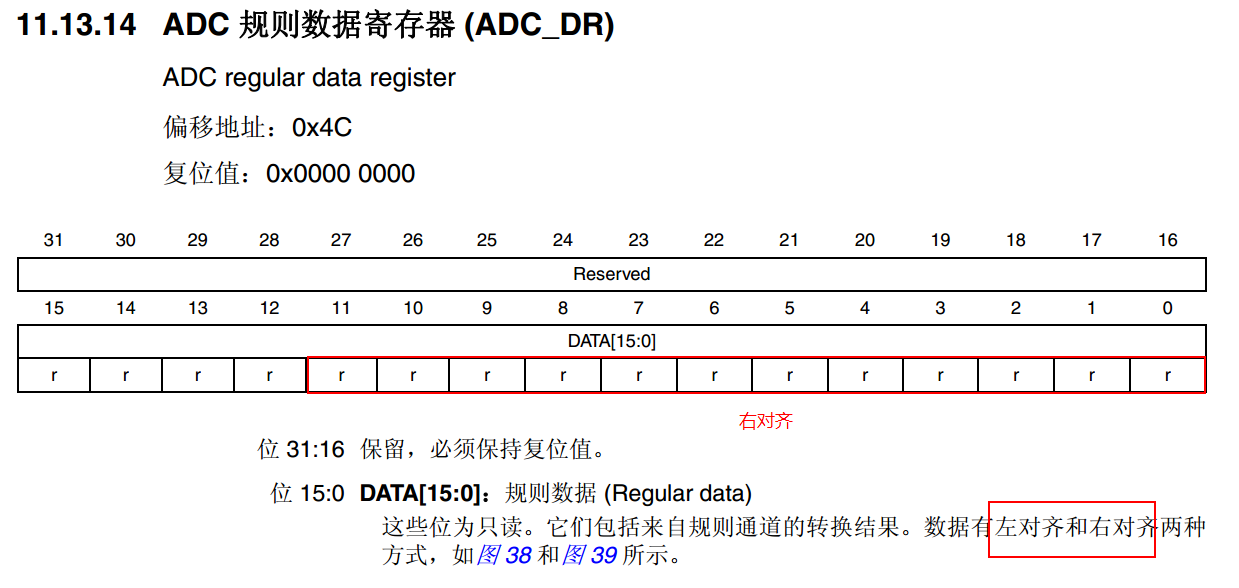 11.13.14 ADC 规则数据寄存器 (ADC_DR)
ADC regular data register
偏移地址：0x4C
复位值：0x0000 0000
31 30 29 28 27 26 25 24 23 22 21 20 19 18 17 16
Reserved
15 14 13 12 11 10 9 8 7 6 5 4 3 2 1 0
DATA[15:0]
r r r r r r r r r r r r r r r r
右对齐
位 31:16 保留，必须保持复位值。
位 15:0 DATA[15:0]：规则数据 (Regular data)
这些位为只读。它们包括来自规则通道的转换结果。数据有左对齐和右对齐两种
方式，如图 38 和图 39 所示。